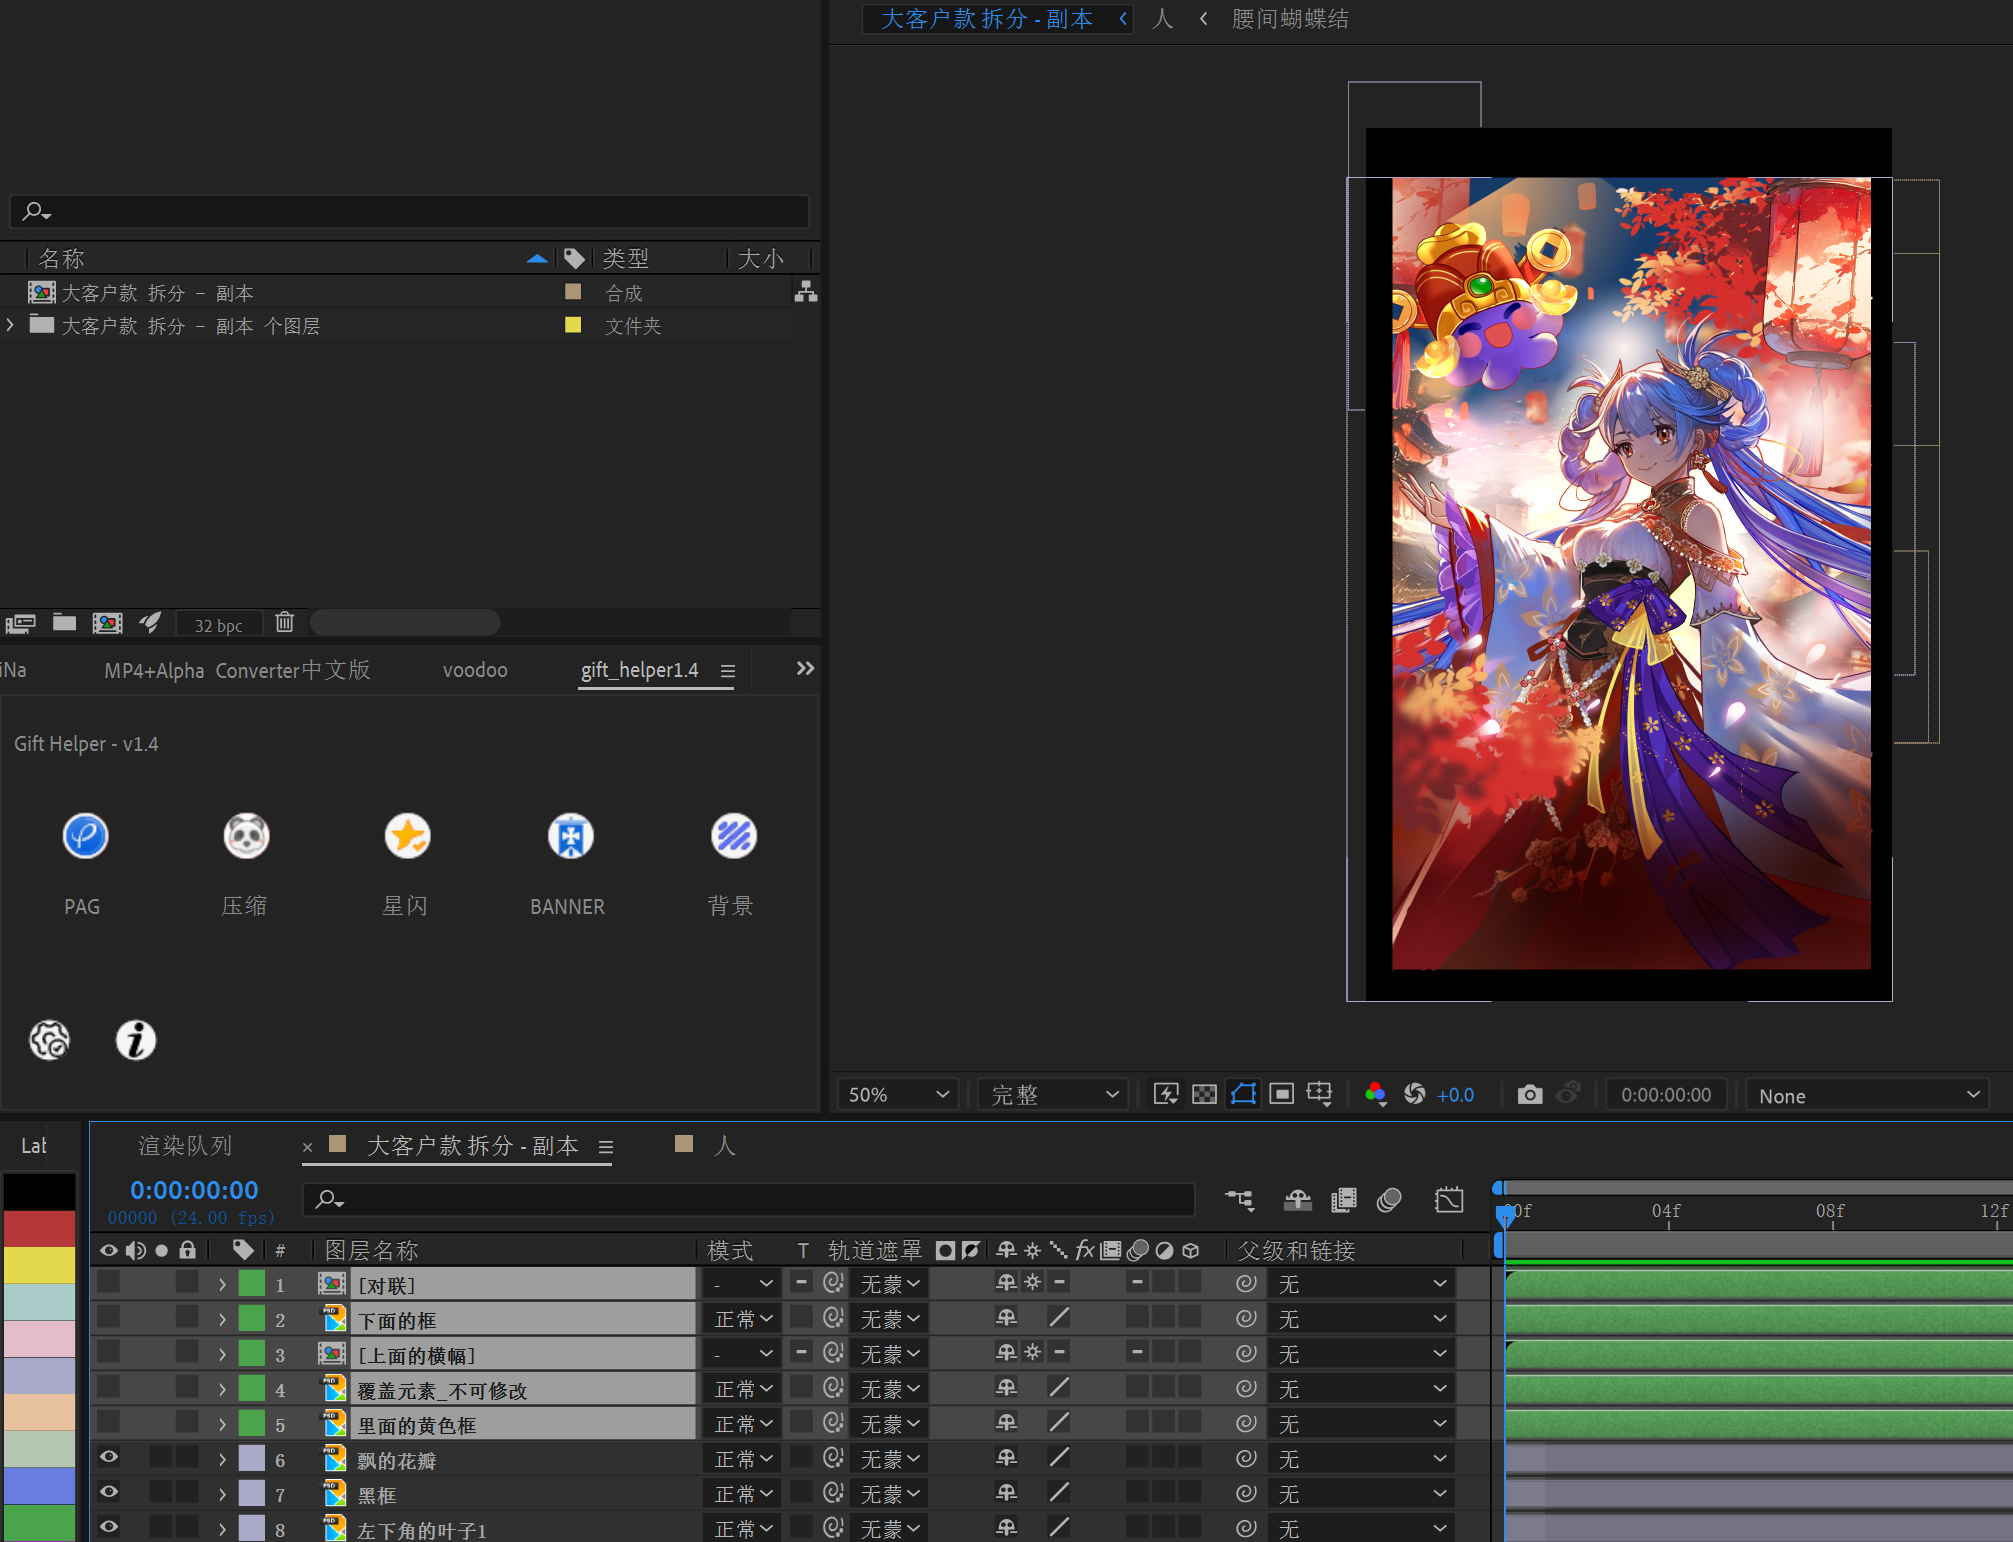 大客户款 拆分 - 副本 ‹ 人 ‹ 腰间蝴蝶结
名称 类型 大小
大客户款 拆分 - 副本 合成
大客户款 拆分 - 副本 个图层 文件夹
32 bpc
iNa MP4+Alpha Converter中文版 voodoo gift_helper1.4
Gift Helper - v1.4
PAG 压缩 星闪 BANNER 背景
50% 完整 +0.0 0:00:00:00 None
Lab 渲染队列 × 大客户款 拆分 - 副本 人
0:00:00:00
00000 (24.00 fps)
00f 04f 08f 12f
# 图层名称 模式 T 轨道遮罩 fx 父级和链接
1 [对联] - 无蒙 无
2 下面的框 正常 无蒙 无
3 [上面的横幅] - 无蒙 无
4 覆盖元素_不可修改 正常 无蒙 无
5 里面的黄色框 正常 无蒙 无
6 飘的花瓣 正常 无蒙 无
7 黑框 正常 无蒙 无
8 左下角的叶子1 正常 无蒙 无